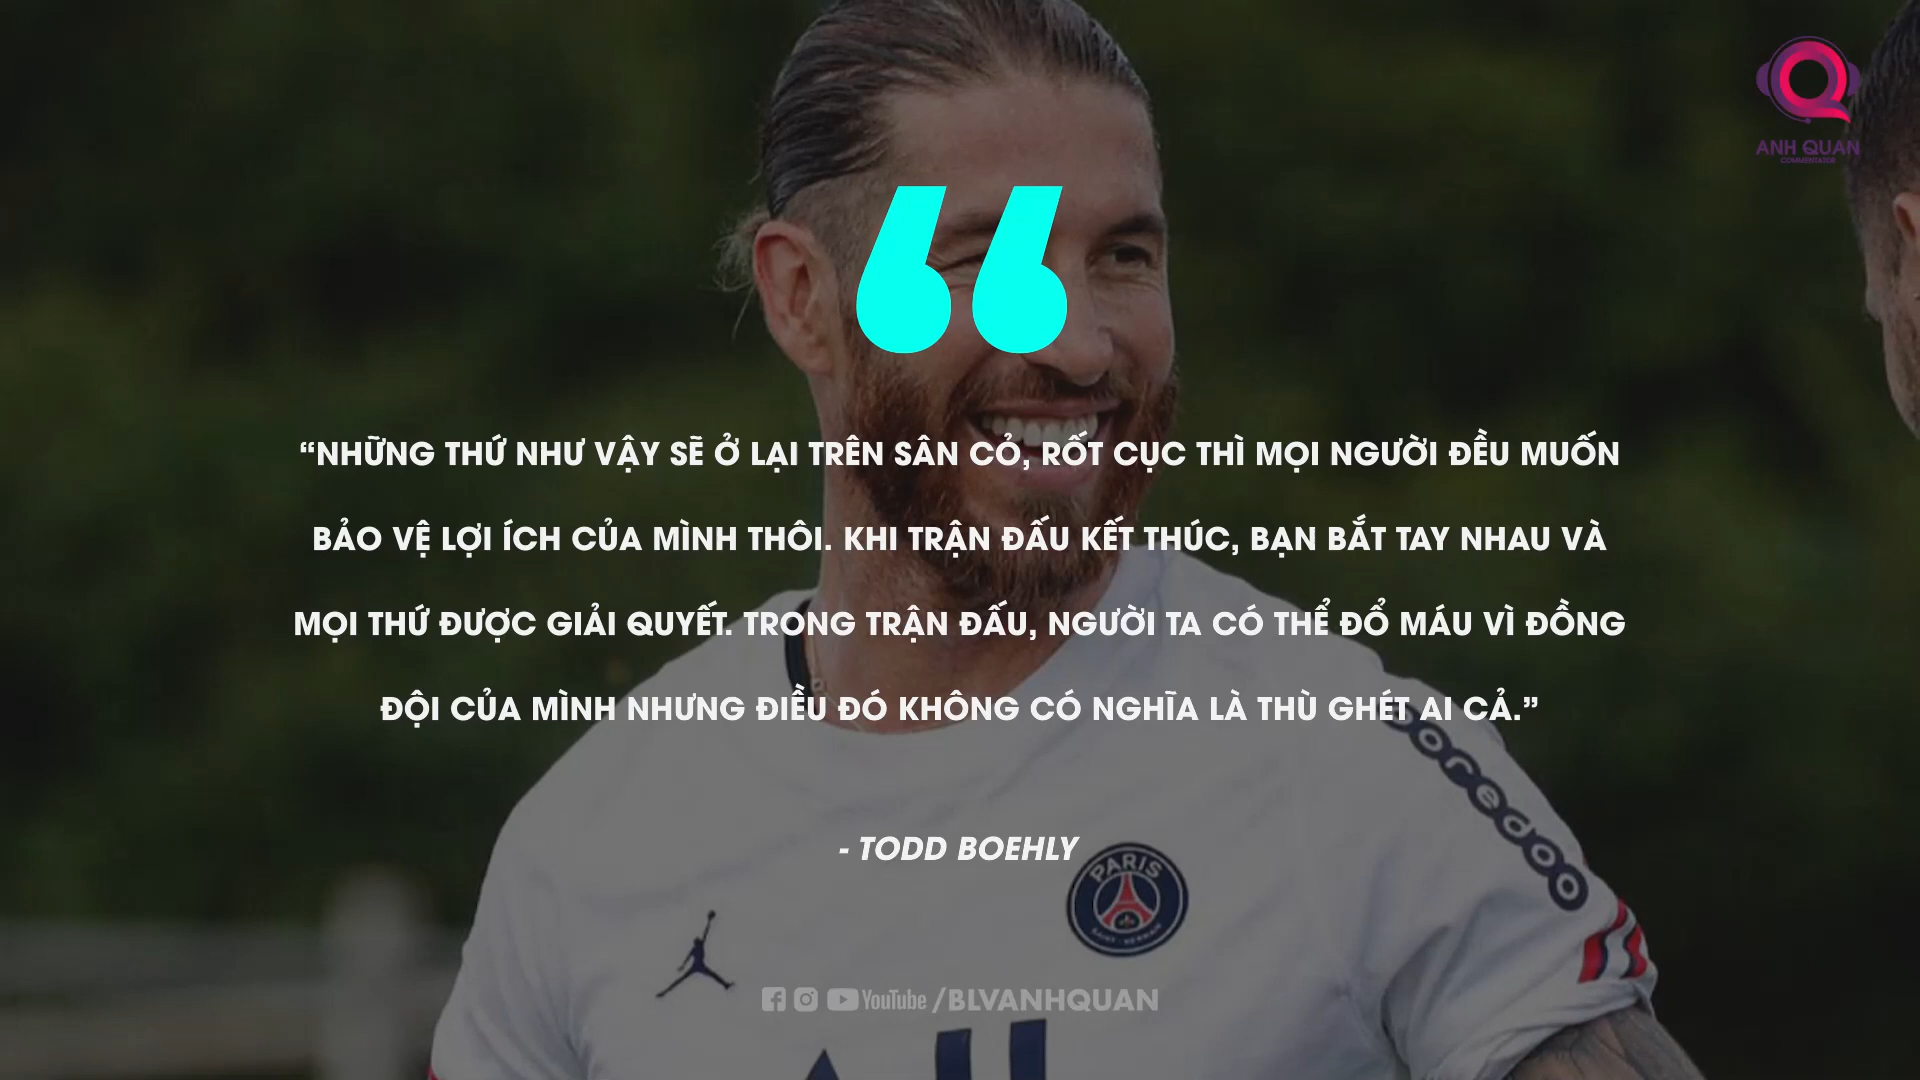 ANH QUAN
COMMENTATOR
“NHỮNG THỨ NHƯ VẬY SẼ Ở LẠI TRÊN SÂN CỎ, RỐT CỤC THÌ MỌI NGƯỜI ĐỀU MUỐN
BẢO VỆ LỢI ÍCH CỦA MÌNH THÔI. KHI TRẬN ĐẤU KẾT THÚC, BẠN BẮT TAY NHAU VÀ
MỌI THỨ ĐƯỢC GIẢI QUYẾT. TRONG TRẬN ĐẤU, NGƯỜI TA CÓ THỂ ĐỔ MÁU VÌ ĐỒNG
ĐỘI CỦA MÌNH NHƯNG ĐIỀU ĐÓ KHÔNG CÓ NGHĨA LÀ THÙ GHÉT AI CẢ.”
ooredoo
- TODD BOEHLY
PARIS
SAINT-GERMAIN
YouTube /BLVANHQUAN